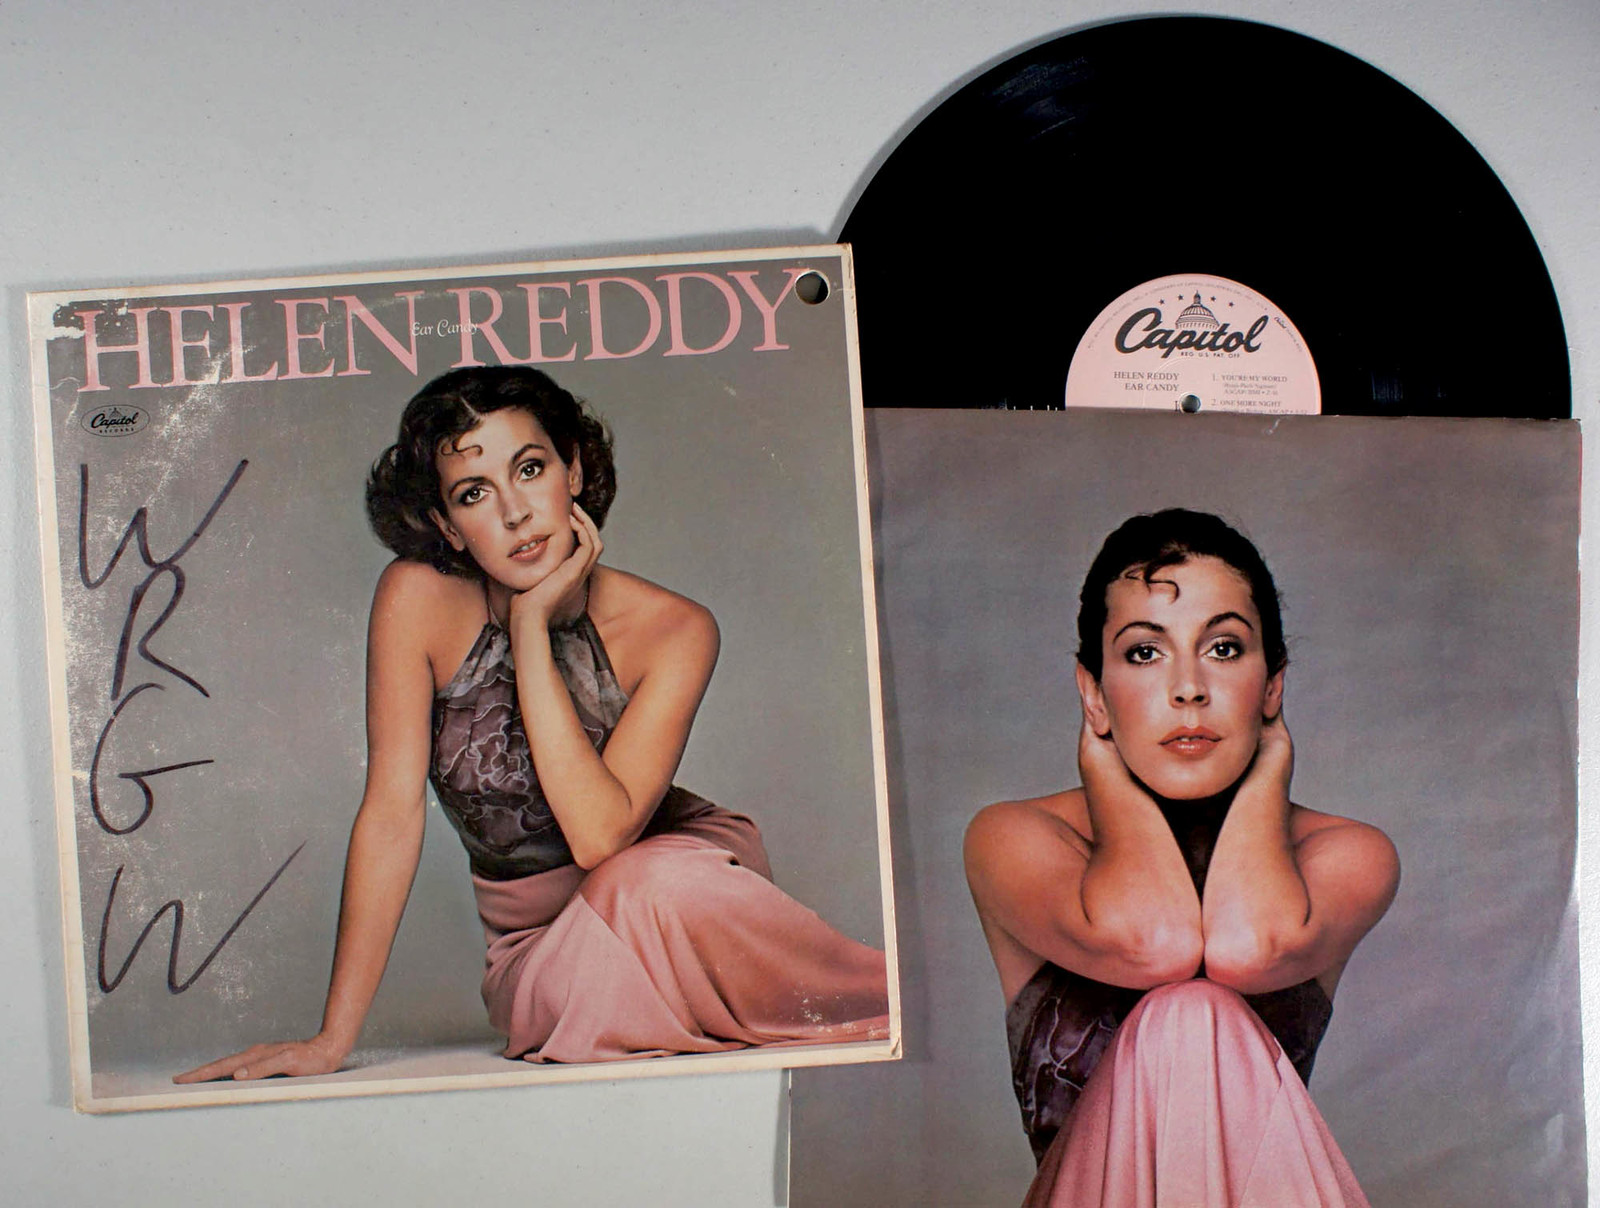 HELEN REDDY
Ear Candy
Capitol
RECORDS
W
R
G
W
Capitol
REG. U.S. PAT. OFF.
HELEN REDDY
EAR CANDY
1. YOU'RE MY WORLD
2. ONE MORE NIGHT